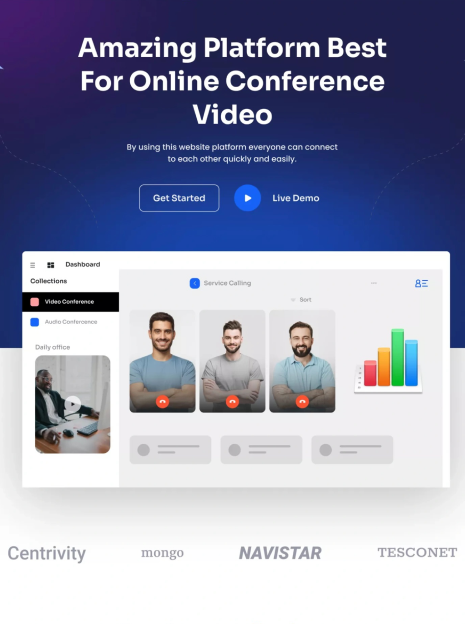 Amazing Platform Best
For Online Conference
Video
By using this website platform everyone can connect
to each other quickly and easily.
Get Started
Live Demo
Dashboard
Collections
Service Calling
Video Conference
Sort
Audio Conferennce
Daily office
Centrivity
mongo
NAVISTAR
TESCONET